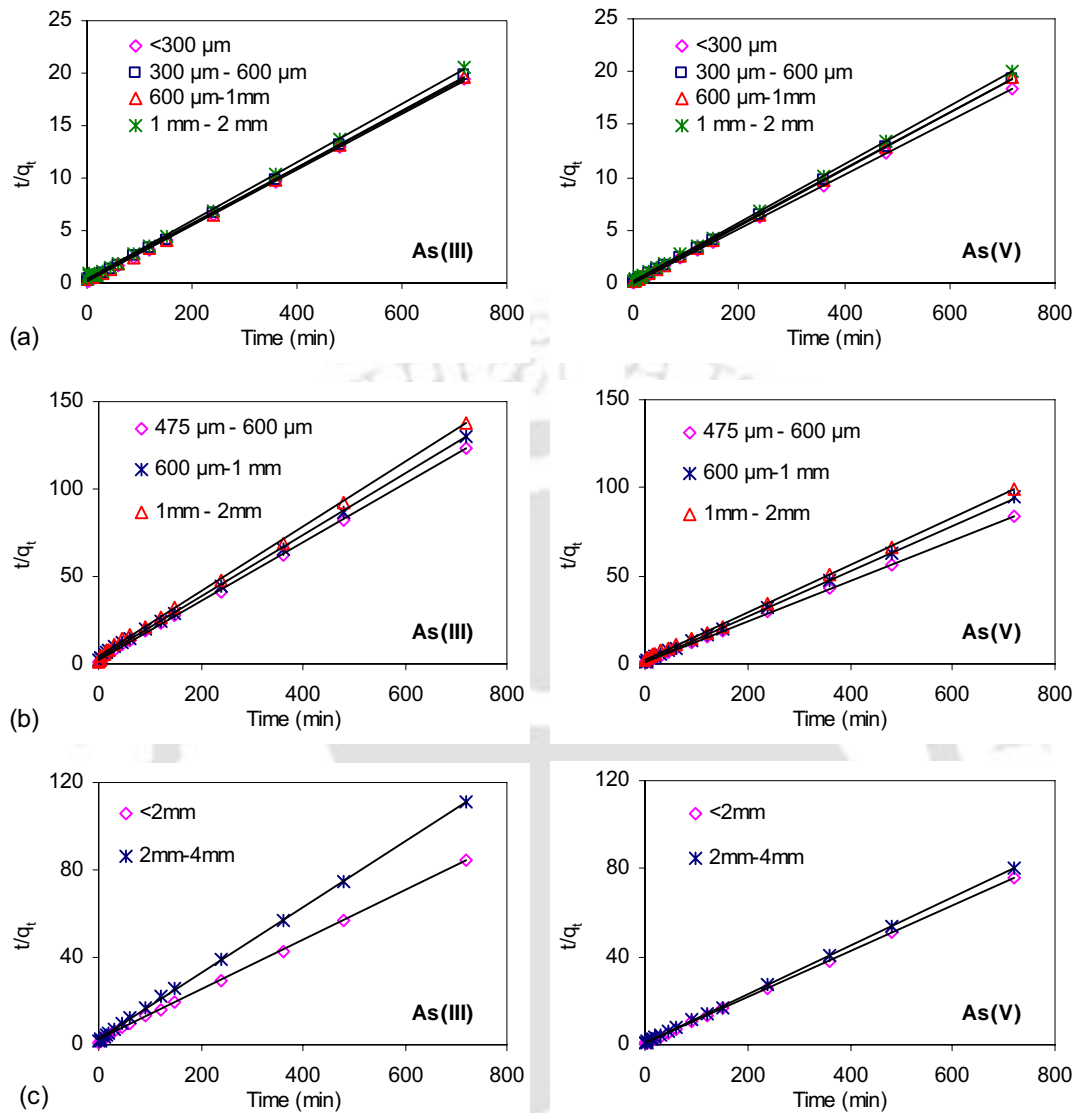 25
20
15
10
5
0
t/qt
<300 µm
300 µm - 600 µm
600 µm-1mm
1 mm - 2 mm
As(III)
0 200 400 600 800
Time (min)
(a)
25
20
15
10
5
0
t/qt
<300 µm
300 µm - 600 µm
600 µm-1mm
1 mm - 2 mm
As(V)
0 200 400 600 800
Time (min)
150
100
50
0
t/qt
475 µm - 600 µm
600 µm-1 mm
1mm - 2mm
As(III)
0 200 400 600 800
Time (min)
(b)
150
100
50
0
t/qt
475 µm - 600 µm
600 µm-1 mm
1mm - 2mm
As(V)
0 200 400 600 800
Time (min)
120
80
40
0
t/qt
<2mm
2mm-4mm
As(III)
0 200 400 600 800
Time (min)
(c)
120
80
40
0
t/qt
<2mm
2mm-4mm
As(V)
0 200 400 600 800
Time (min)